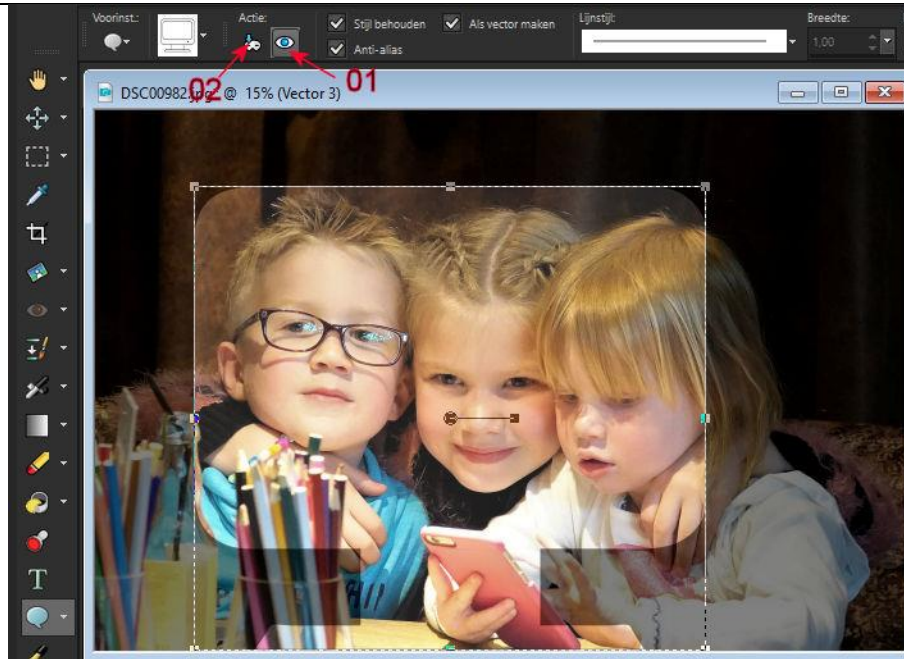 Voorinst.:
Actie:
Stijl behouden
Als vector maken
Anti-alias
Lijnstijl:
Breedte:
1,00
02
01
DSC00982.jpg @ 15% (Vector 3)
T